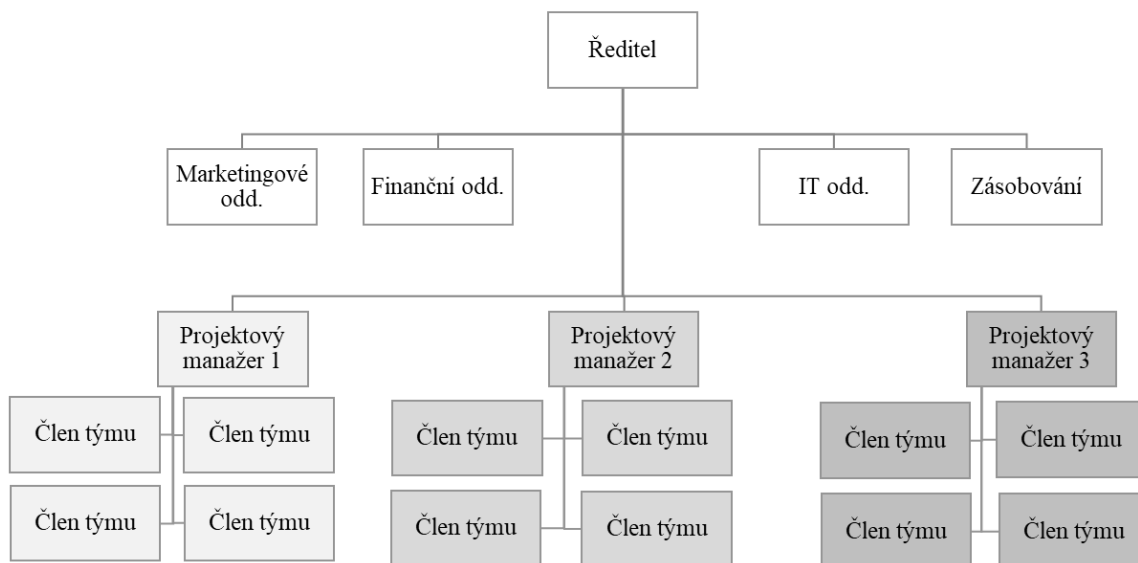 Ředitel
Marketingové
odd.
Finanční odd.
IT odd.
Zásobování
Projektový
manažer 1
Projektový
manažer 2
Projektový
manažer 3
Člen týmu
Člen týmu
Člen týmu
Člen týmu
Člen týmu
Člen týmu
Člen týmu
Člen týmu
Člen týmu
Člen týmu
Člen týmu
Člen týmu